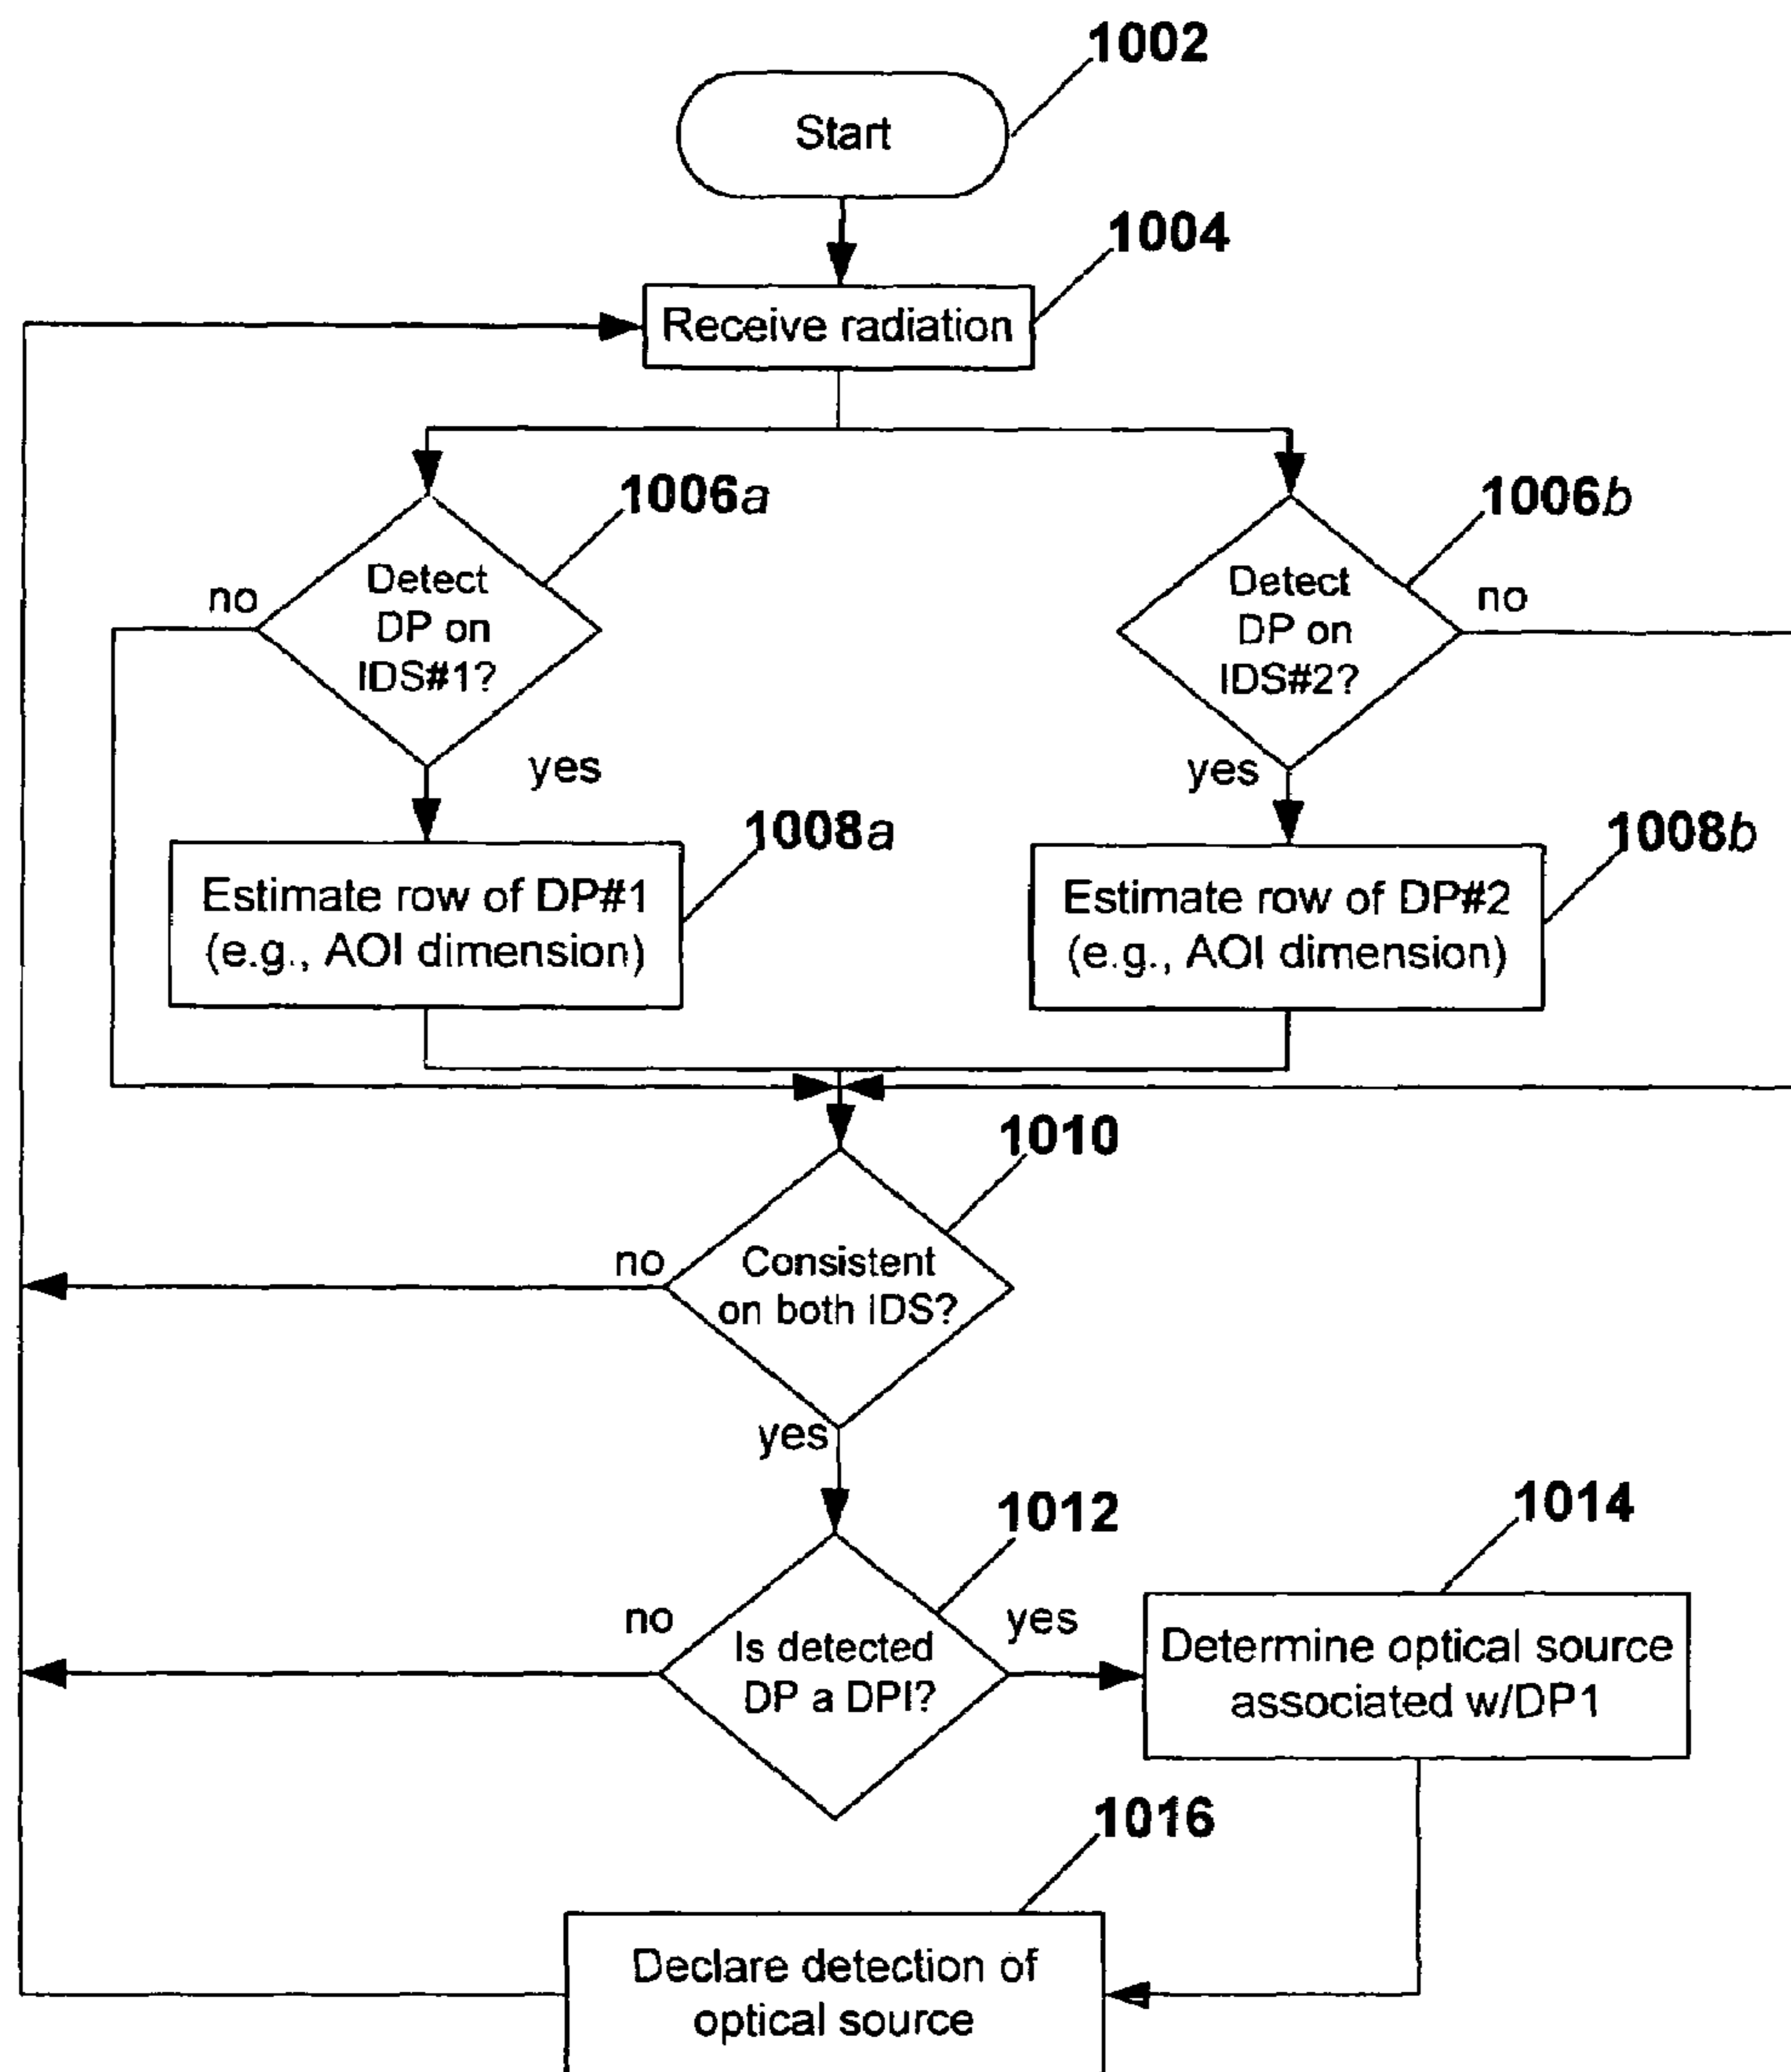 1002
Start
1004
Receive radiation
1006a
1006b
no
Detect
DP on
IDS#1?
Detect
DP on
IDS#2?
no
yes
yes
1008a
1008b
Estimate row of DP#1
(e.g., AOI dimension)
Estimate row of DP#2
(e.g., AOI dimension)
1010
no
Consistent
on both IDS?
yes
1012
1014
no
Is detected
DP a DPI?
yes
Determine optical source
associated w/DP1
1016
Declare detection of
optical source